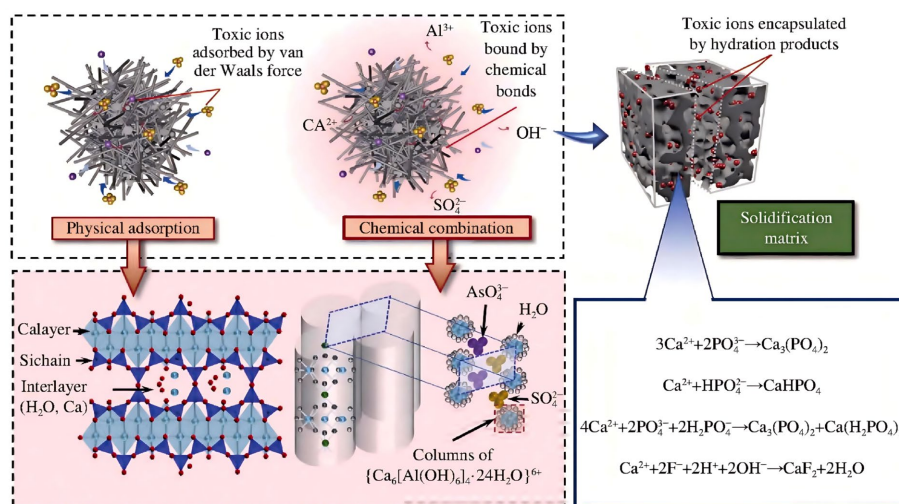 Toxic ions
adsorbed by van
der Waals force
Al³⁺
Toxic ions
bound by
chemical
bonds
CA²⁺
OH⁻
SO₄²⁻
Toxic ions encapsulated
by hydration products
Physical adsorption
Chemical combination
Solidification
matrix
Calayer
Sichain
Interlayer
(H₂O, Ca)
AsO₄³⁻
H₂O
SO₄²⁻
Columns of
{Ca₆[Al(OH)₆]₄·24H₂O}⁶⁺
3Ca²⁺+2PO₄³⁻→Ca₃(PO₄)₂
Ca²⁺+HPO₄²⁻→CaHPO₄
4Ca²⁺+2PO₄³⁻+2H₂PO₄⁻→Ca₃(PO₄)₂+Ca(H₂PO₄)
Ca²⁺+2F⁻+2H⁺+2OH⁻→CaF₂+2H₂O